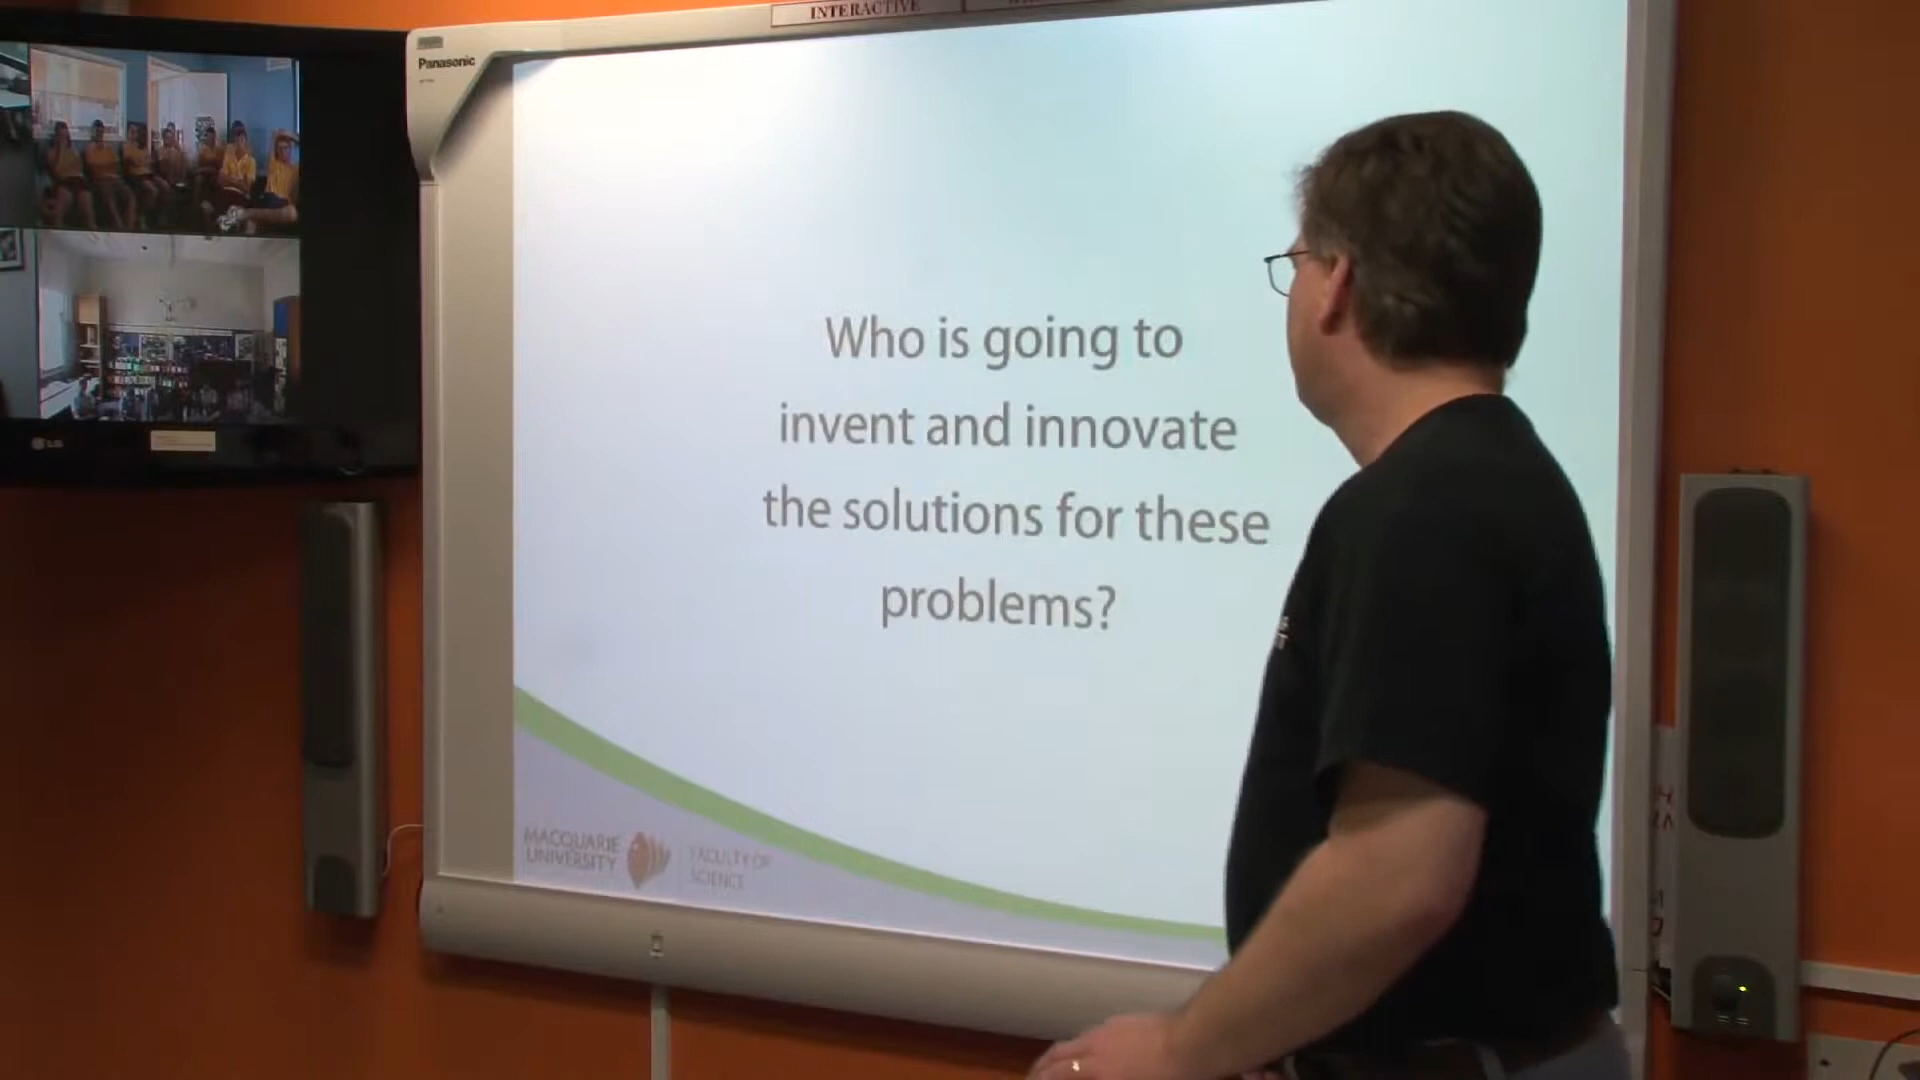 INTERACTIVE
Panasonic
Who is going to
invent and innovate
the solutions for these
problems?
MACQUARIE
UNIVERSITY
FACULTY OF
SCIENCE
LG